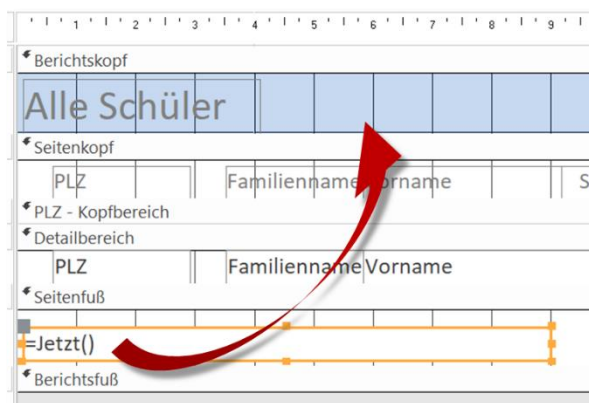 1 2 3 4 5 6 7 8 9
Berichtskopf
Alle Schüler
Seitenkopf
PLZ Familienname Vorname S
PLZ - Kopfbereich
Detailbereich
PLZ Familienname Vorname
Seitenfuß
=Jetzt()
Berichtsfuß